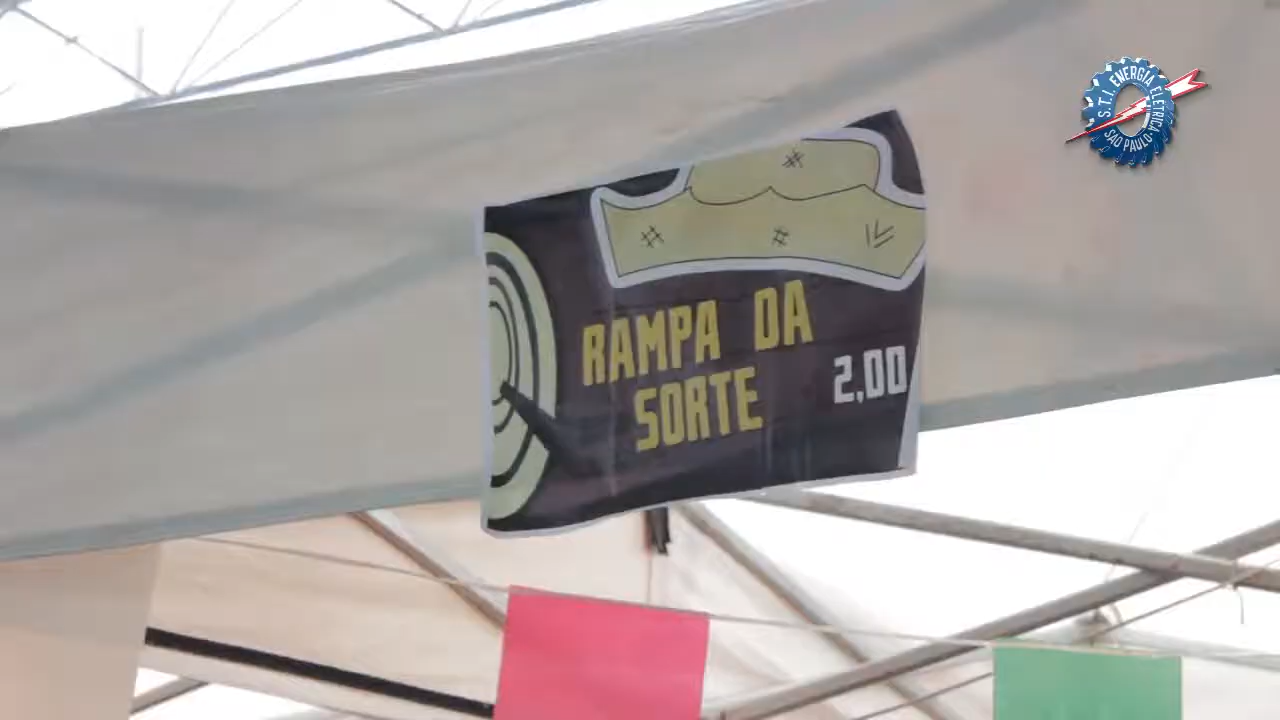 S.T.I. ENERGIA ELÉTRICA
SÃO PAULO
RAMPA DA
SORTE
2,00